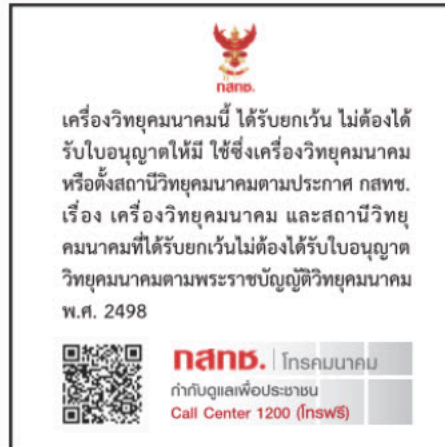 กสทช.
เครื่องวิทยุคมนาคมนี้ ได้รับยกเว้น ไม่ต้องได้
รับใบอนุญาตให้มี ใช้ซึ่งเครื่องวิทยุคมนาคม
หรือตั้งสถานีวิทยุคมนาคมตามประกาศ กสทช.
เรื่อง เครื่องวิทยุคมนาคม และสถานีวิทยุ
คมนาคมที่ได้รับยกเว้นไม่ต้องได้รับใบอนุญาต
วิทยุคมนาคมตามพระราชบัญญัติวิทยุคมนาคม
พ.ศ. 2498
กสทช. | โทรคมนาคม
กำกับดูแลเพื่อประชาชน
Call Center 1200 (โทรฟรี)